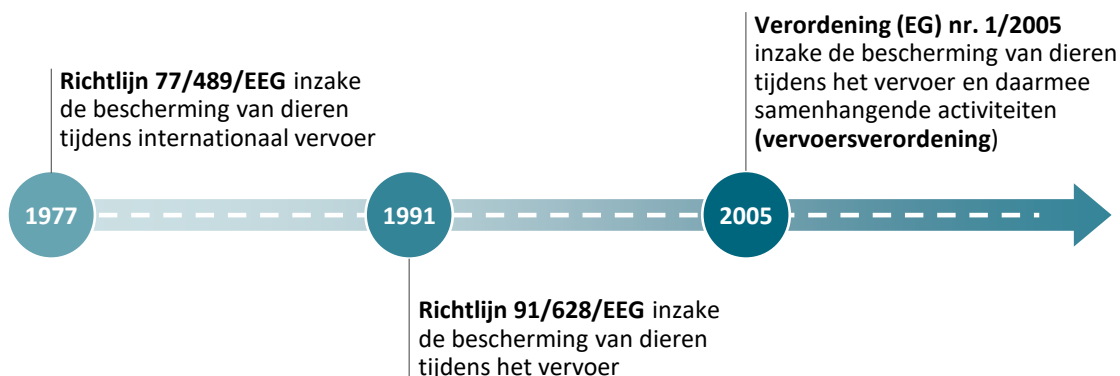 Richtlijn 77/489/EEG inzake
de bescherming van dieren
tijdens internationaal vervoer
Verordening (EG) nr. 1/2005
inzake de bescherming van dieren
tijdens het vervoer en daarmee
samenhangende activiteiten
(vervoersverordening)
1977
1991
2005
Richtlijn 91/628/EEG inzake
de bescherming van dieren
tijdens het vervoer